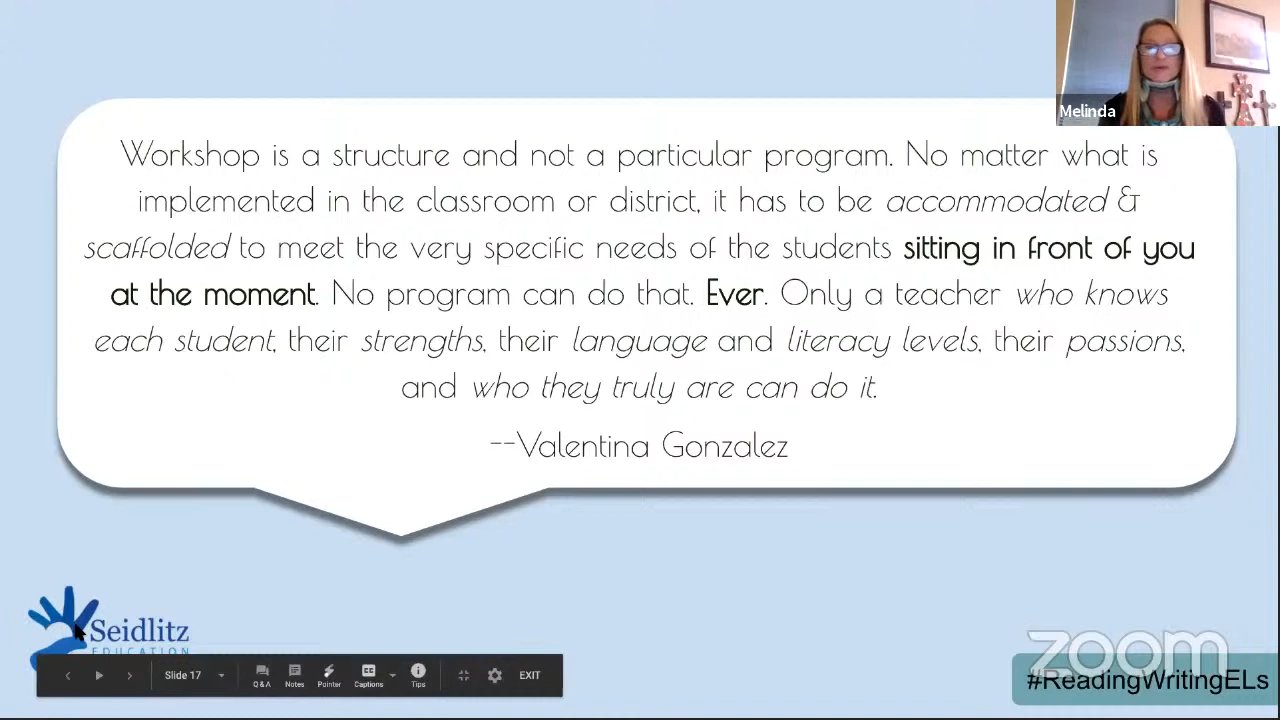 Melinda
Workshop is a structure and not a particular program. No matter what is
implemented in the classroom or district, it has to be accommodated &
scaffolded to meet the very specific needs of the students sitting in front of you
at the moment. No program can do that. Ever. Only a teacher who knows
each student, their strengths, their language and literacy levels, their passions,
and who they truly are can do it.
--Valentina Gonzalez
Seidlitz
EDUCATION
Slide 17
Q & A
Notes
Pointer
Captions
Tips
EXIT
zoom
#ReadingWritingELs